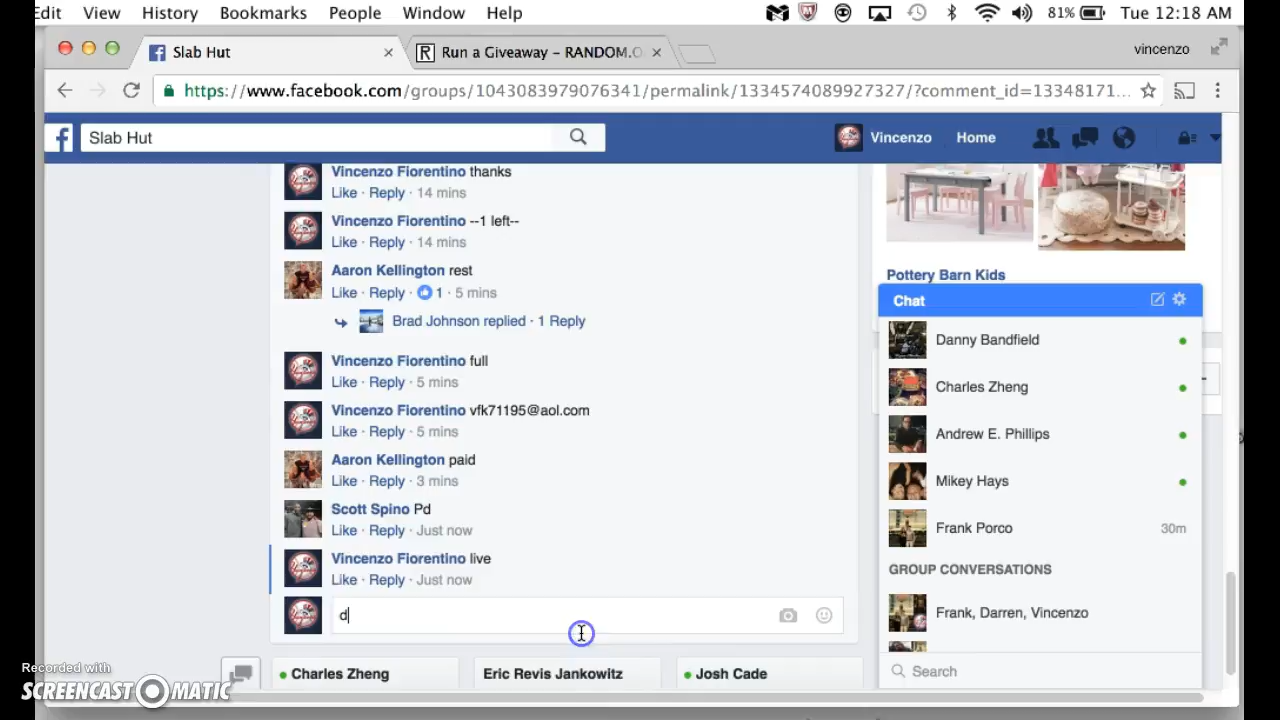 Edit View History Bookmarks People Window Help 81% Tue 12:18 AM
Slab Hut × R Run a Giveaway – RANDOM.O × vincenzo
https://www.facebook.com/groups/1043083979076341/permalink/1334574089927327/?comment_id=13348171...
f Slab Hut Vincenzo Home
Vincenzo Fiorentino thanks
Like · Reply · 14 mins
Vincenzo Fiorentino --1 left--
Like · Reply · 14 mins
Aaron Kellington rest
Like · Reply · 1 · 5 mins
Brad Johnson replied · 1 Reply
Vincenzo Fiorentino full
Like · Reply · 5 mins
Vincenzo Fiorentino vfk71195@aol.com
Like · Reply · 5 mins
Aaron Kellington paid
Like · Reply · 3 mins
Scott Spino Pd
Like · Reply · Just now
Vincenzo Fiorentino live
Like · Reply · Just now
d
Charles Zheng Eric Revis Jankowitz Josh Cade
Pottery Barn Kids
Chat
Danny Bandfield
Charles Zheng
Andrew E. Phillips
Mikey Hays
Frank Porco 30m
GROUP CONVERSATIONS
Frank, Darren, Vincenzo
Search
Recorded with
SCREENCAST MATIC